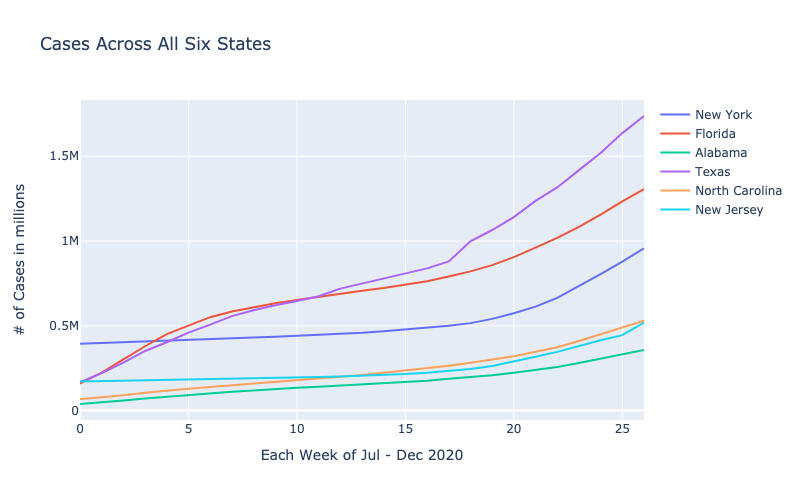 Cases Across All Six States
# of Cases in millions
1.5M
1M
0.5M
0
0 5 10 15 20 25
Each Week of Jul - Dec 2020
New York
Florida
Alabama
Texas
North Carolina
New Jersey